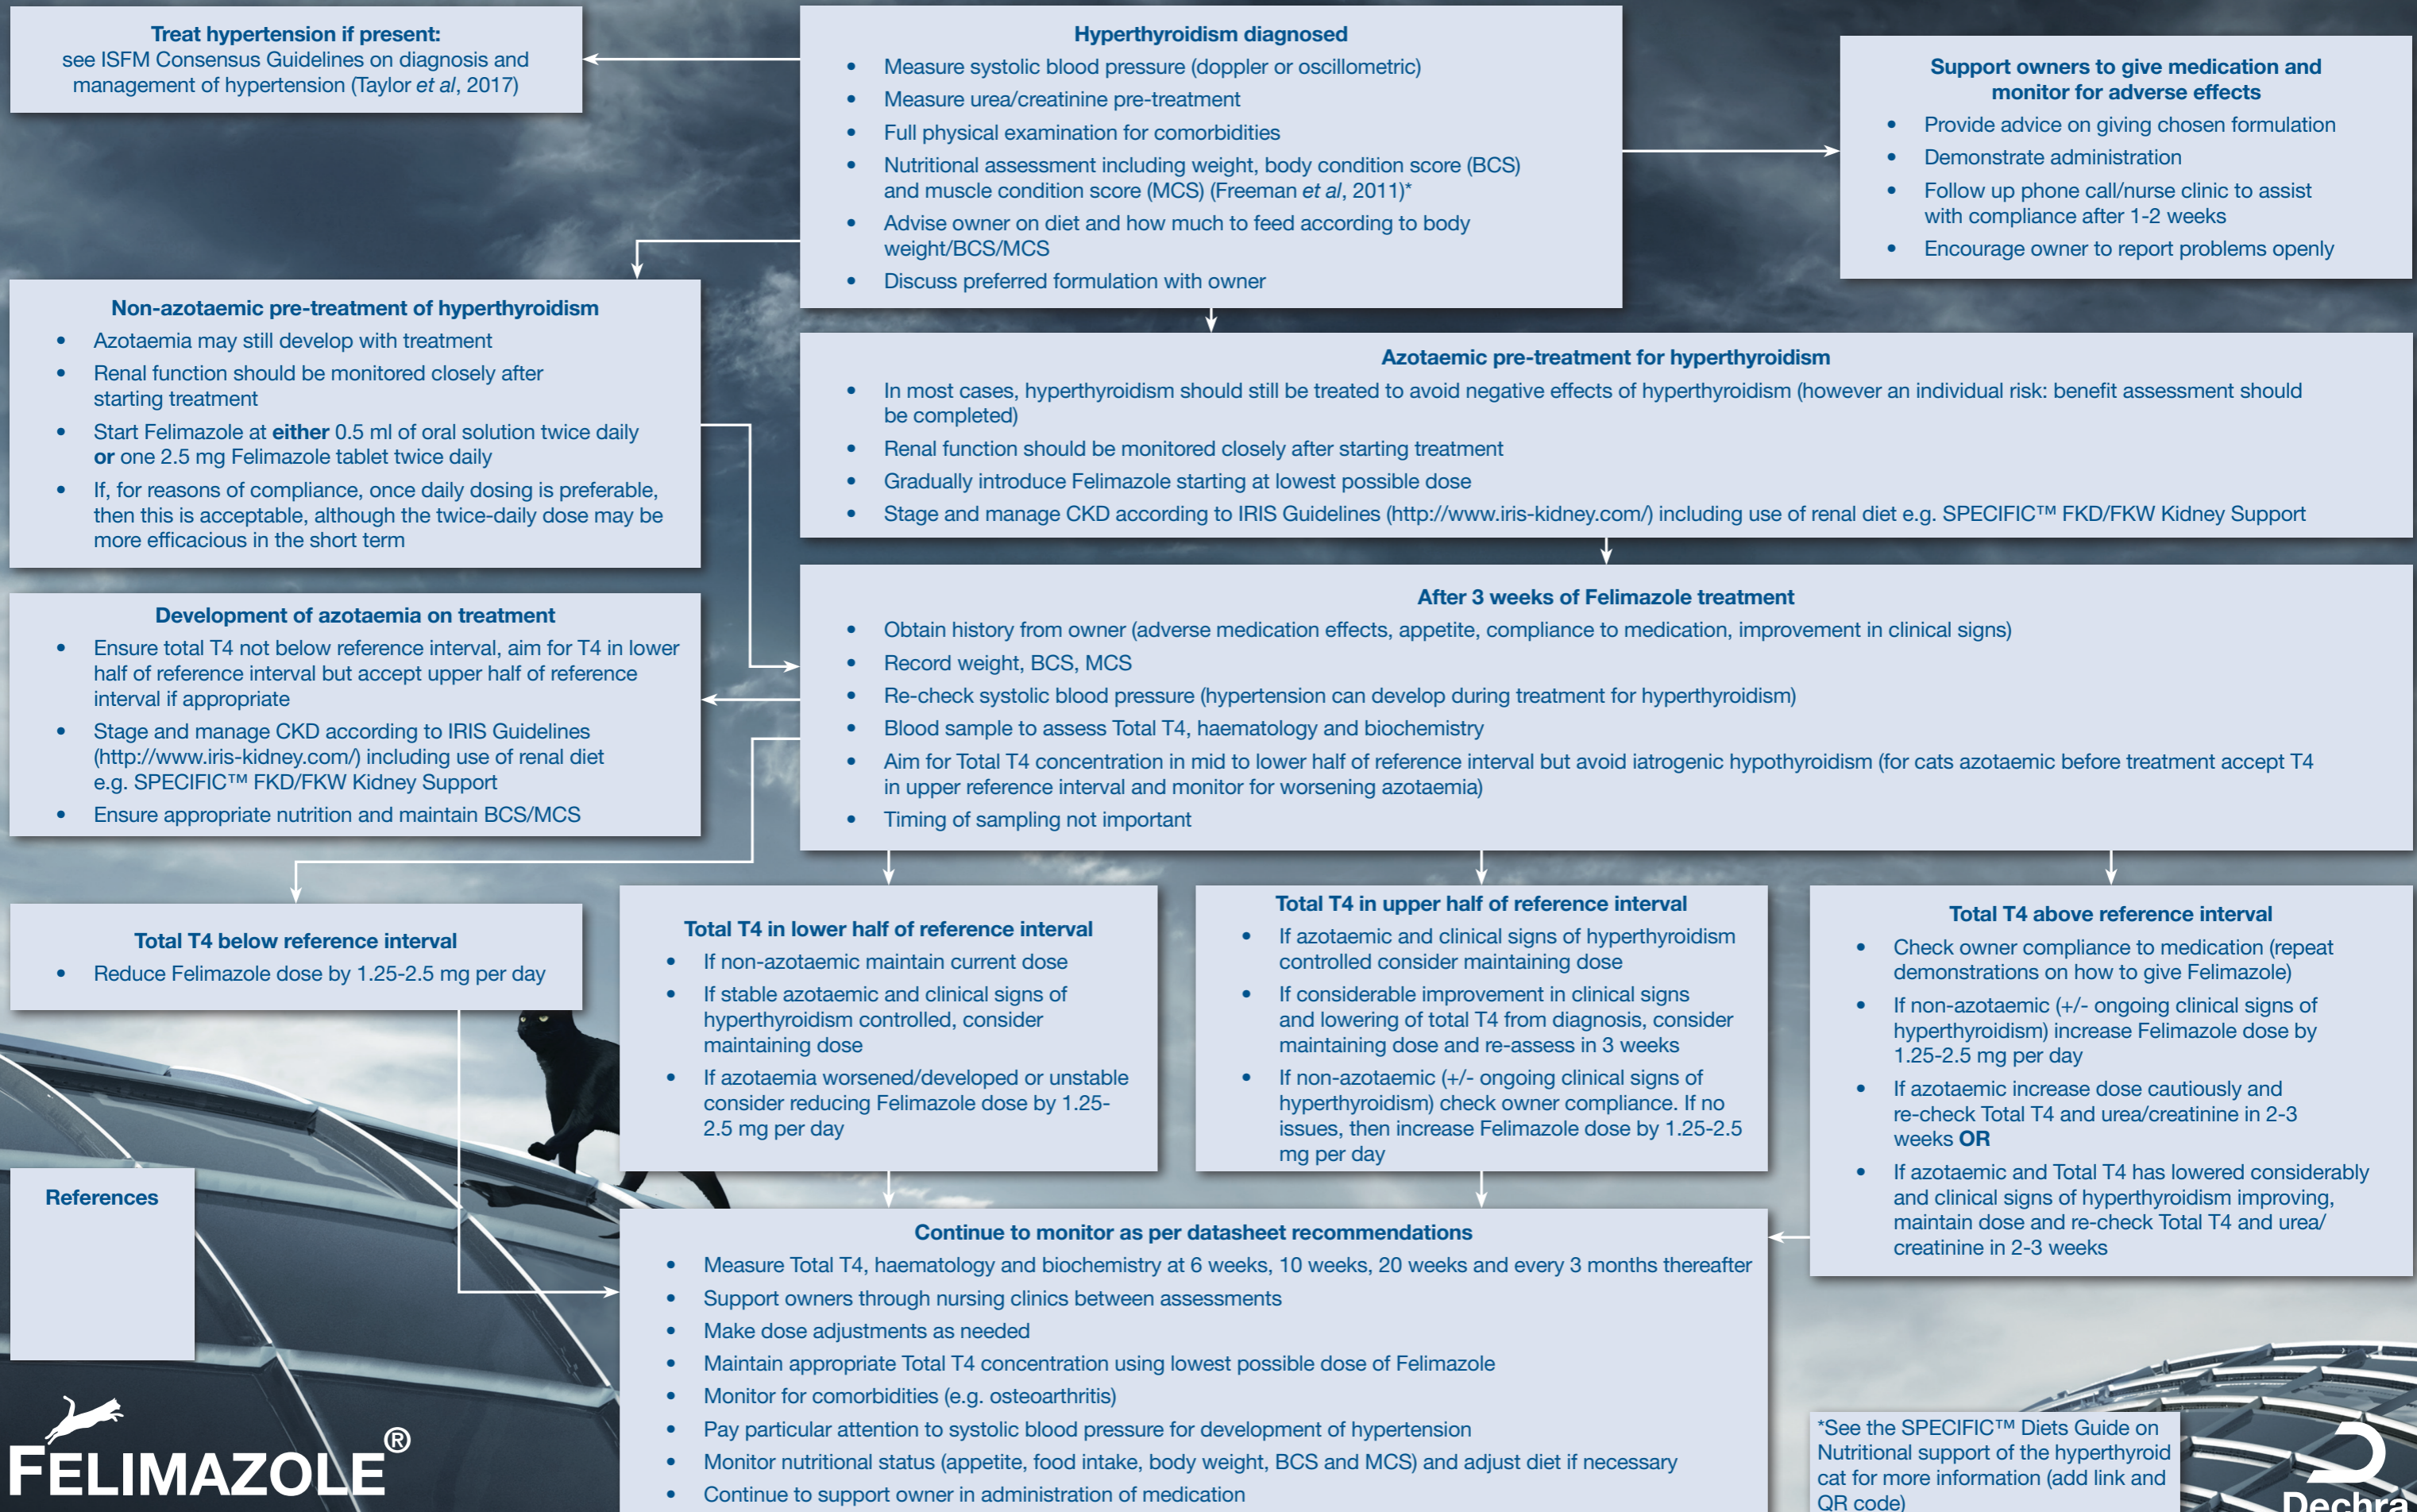 Treat hypertension if present:
see ISFM Consensus Guidelines on diagnosis and
management of hypertension (Taylor et al, 2017)
Hyperthyroidism diagnosed
• Measure systolic blood pressure (doppler or oscillometric)
• Measure urea/creatinine pre-treatment
• Full physical examination for comorbidities
• Nutritional assessment including weight, body condition score (BCS)
and muscle condition score (MCS) (Freeman et al, 2011)*
• Advise owner on diet and how much to feed according to body
weight/BCS/MCS
• Discuss preferred formulation with owner
Support owners to give medication and
monitor for adverse effects
• Provide advice on giving chosen formulation
• Demonstrate administration
• Follow up phone call/nurse clinic to assist
with compliance after 1-2 weeks
• Encourage owner to report problems openly
Non-azotaemic pre-treatment of hyperthyroidism
• Azotaemia may still develop with treatment
• Renal function should be monitored closely after
starting treatment
• Start Felimazole at either 0.5 ml of oral solution twice daily
or one 2.5 mg Felimazole tablet twice daily
• If, for reasons of compliance, once daily dosing is preferable,
then this is acceptable, although the twice-daily dose may be
more efficacious in the short term
Azotaemic pre-treatment for hyperthyroidism
• In most cases, hyperthyroidism should still be treated to avoid negative effects of hyperthyroidism (however an individual risk: benefit assessment should
be completed)
• Renal function should be monitored closely after starting treatment
• Gradually introduce Felimazole starting at lowest possible dose
• Stage and manage CKD according to IRIS Guidelines (http://www.iris-kidney.com/) including use of renal diet e.g. SPECIFIC™ FKD/FKW Kidney Support
Development of azotaemia on treatment
• Ensure total T4 not below reference interval, aim for T4 in lower
half of reference interval but accept upper half of reference
interval if appropriate
• Stage and manage CKD according to IRIS Guidelines
(http://www.iris-kidney.com/) including use of renal diet
e.g. SPECIFIC™ FKD/FKW Kidney Support
• Ensure appropriate nutrition and maintain BCS/MCS
After 3 weeks of Felimazole treatment
• Obtain history from owner (adverse medication effects, appetite, compliance to medication, improvement in clinical signs)
• Record weight, BCS, MCS
• Re-check systolic blood pressure (hypertension can develop during treatment for hyperthyroidism)
• Blood sample to assess Total T4, haematology and biochemistry
• Aim for Total T4 concentration in mid to lower half of reference interval but avoid iatrogenic hypothyroidism (for cats azotaemic before treatment accept T4
in upper reference interval and monitor for worsening azotaemia)
• Timing of sampling not important
Total T4 below reference interval
• Reduce Felimazole dose by 1.25-2.5 mg per day
Total T4 in lower half of reference interval
• If non-azotaemic maintain current dose
• If stable azotaemic and clinical signs of
hyperthyroidism controlled, consider
maintaining dose
• If azotaemia worsened/developed or unstable
consider reducing Felimazole dose by 1.25-
2.5 mg per day
Total T4 in upper half of reference interval
• If azotaemic and clinical signs of hyperthyroidism
controlled consider maintaining dose
• If considerable improvement in clinical signs
and lowering of total T4 from diagnosis, consider
maintaining dose and re-assess in 3 weeks
• If non-azotaemic (+/- ongoing clinical signs of
hyperthyroidism) check owner compliance. If no
issues, then increase Felimazole dose by 1.25-2.5
mg per day
Total T4 above reference interval
• Check owner compliance to medication (repeat
demonstrations on how to give Felimazole)
• If non-azotaemic (+/- ongoing clinical signs of
hyperthyroidism) increase Felimazole dose by
1.25-2.5 mg per day
• If azotaemic increase dose cautiously and
re-check Total T4 and urea/creatinine in 2-3
weeks OR
• If azotaemic and Total T4 has lowered considerably
and clinical signs of hyperthyroidism improving,
maintain dose and re-check Total T4 and urea/
creatinine in 2-3 weeks
References
Continue to monitor as per datasheet recommendations
• Measure Total T4, haematology and biochemistry at 6 weeks, 10 weeks, 20 weeks and every 3 months thereafter
• Support owners through nursing clinics between assessments
• Make dose adjustments as needed
• Maintain appropriate Total T4 concentration using lowest possible dose of Felimazole
• Monitor for comorbidities (e.g. osteoarthritis)
• Pay particular attention to systolic blood pressure for development of hypertension
• Monitor nutritional status (appetite, food intake, body weight, BCS and MCS) and adjust diet if necessary
• Continue to support owner in administration of medication
FELIMAZOLE®
*See the SPECIFIC™ Diets Guide on
Nutritional support of the hyperthyroid
cat for more information (add link and
QR code)
Dechra